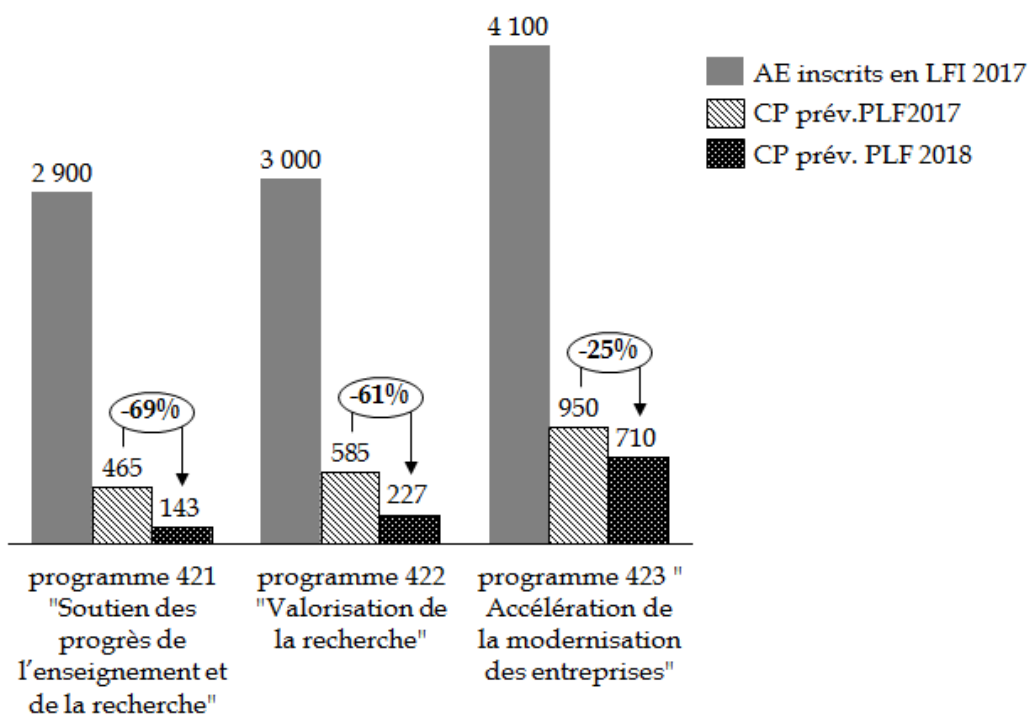 4 100
AE inscrits en LFI 2017
CP prév.PLF2017
CP prév. PLF 2018
2 900
3 000
-69%
-61%
-25%
465
143
585
227
950
710
programme 421
"Soutien des
progrès de
l'enseignement et
de la recherche"
programme 422
"Valorisation de
la recherche"
programme 423 "
Accélération de
la modernisation
des entreprises"